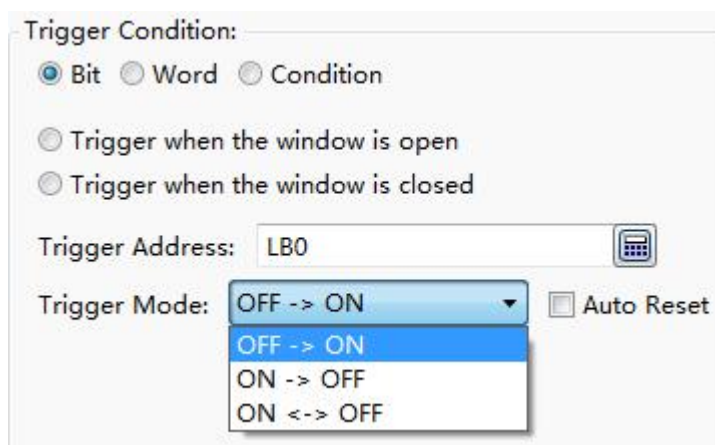 Trigger Condition:
Bit Word Condition
Trigger when the window is open
Trigger when the window is closed
Trigger Address: LB0
Trigger Mode: OFF -> ON Auto Reset
OFF -> ON
ON -> OFF
ON <-> OFF